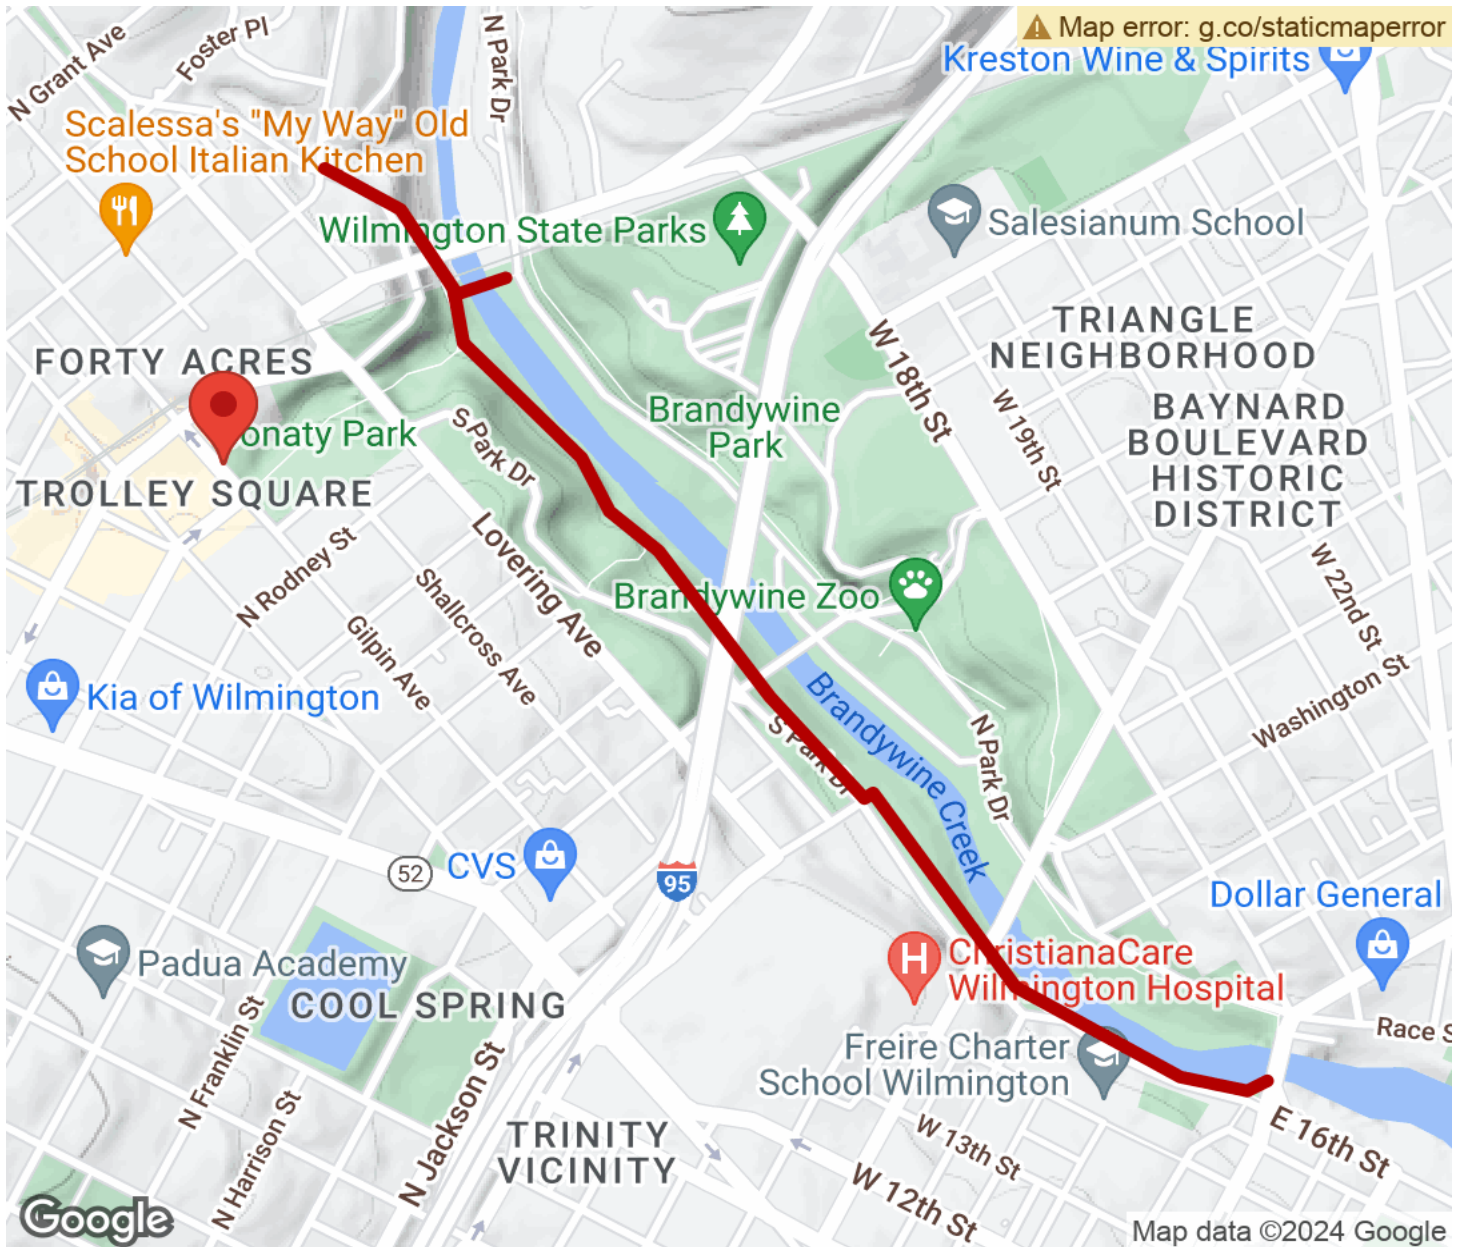 Map error: g.co/staticmaperror
N Grant Ave
Foster Pl
N Park Dr
Kreston Wine & Spirits
Scalessa's "My Way" Old
School Italian Kitchen
Wilmington State Parks
Salesianum School
W 18th St
TRIANGLE
NEIGHBORHOOD
FORTY ACRES
W 19th St
BAYNARD
BOULEVARD
HISTORIC
DISTRICT
Brandywine
Park
onaty Park
S Park Dr
TROLLEY SQUARE
Lovering Ave
N Rodney St
Shallcross Ave
Gilpin Ave
Brandywine Zoo
W 22nd St
Washington St
Kia of Wilmington
Brandywine Creek
S Park Dr
N Park Dr
52
CVS
95
Dollar General
Padua Academy
COOL SPRING
ChristianaCare
Wilmington Hospital
H
N Franklin St
N Harrison St
N Jackson St
Freire Charter
School Wilmington
Race S
TRINITY
VICINITY
W 13th St
W 12th St
E 16th St
Google
Map data ©2024 Google